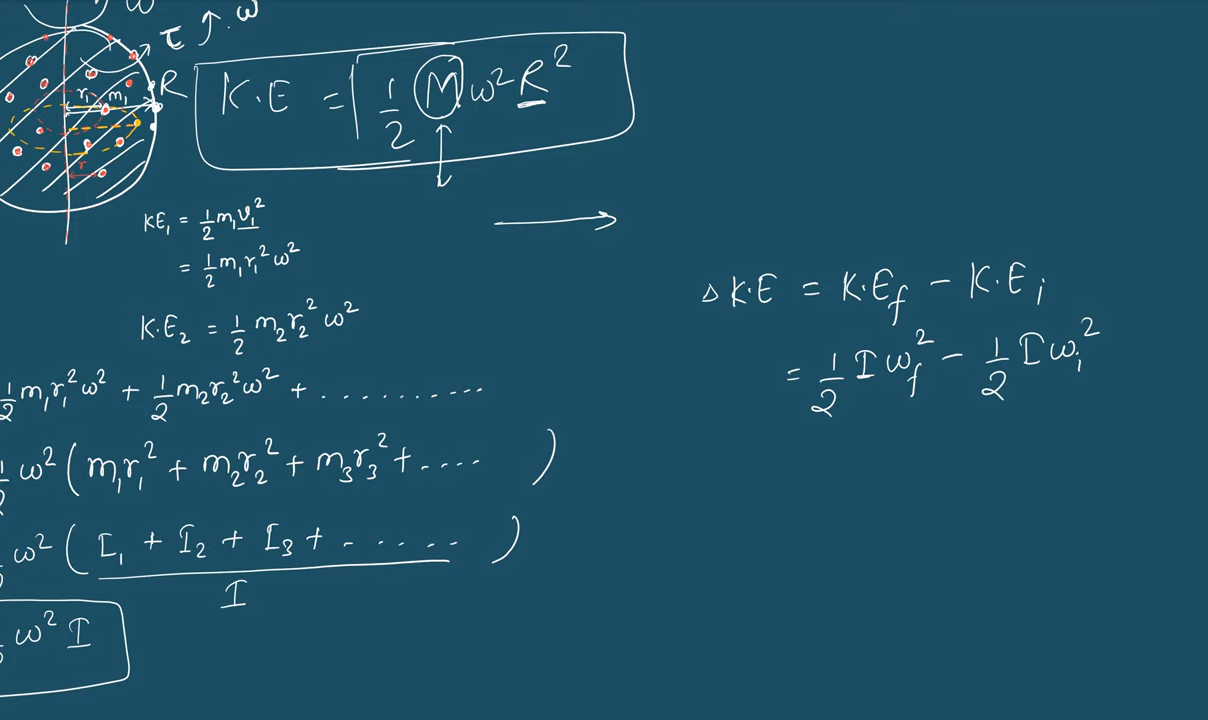 ω
τ ↑ . ω
R
r₁ m₁
r
K.E = 1/2 M ω² R²
KE₁ = 1/2 m₁ v₁²
= 1/2 m₁ r₁² ω²
K.E₂ = 1/2 m₂ r₂² ω²
1/2 m₁ r₁² ω² + 1/2 m₂ r₂² ω² + ..........
1/2 ω² ( m₁ r₁² + m₂ r₂² + m₃ r₃² + .... )
ω² ( I₁ + I₂ + I₃ + ...... )
I
ω² I
Δ K.E = K.E_f − K.E_i
= 1/2 I ω_f² − 1/2 I ω_i²